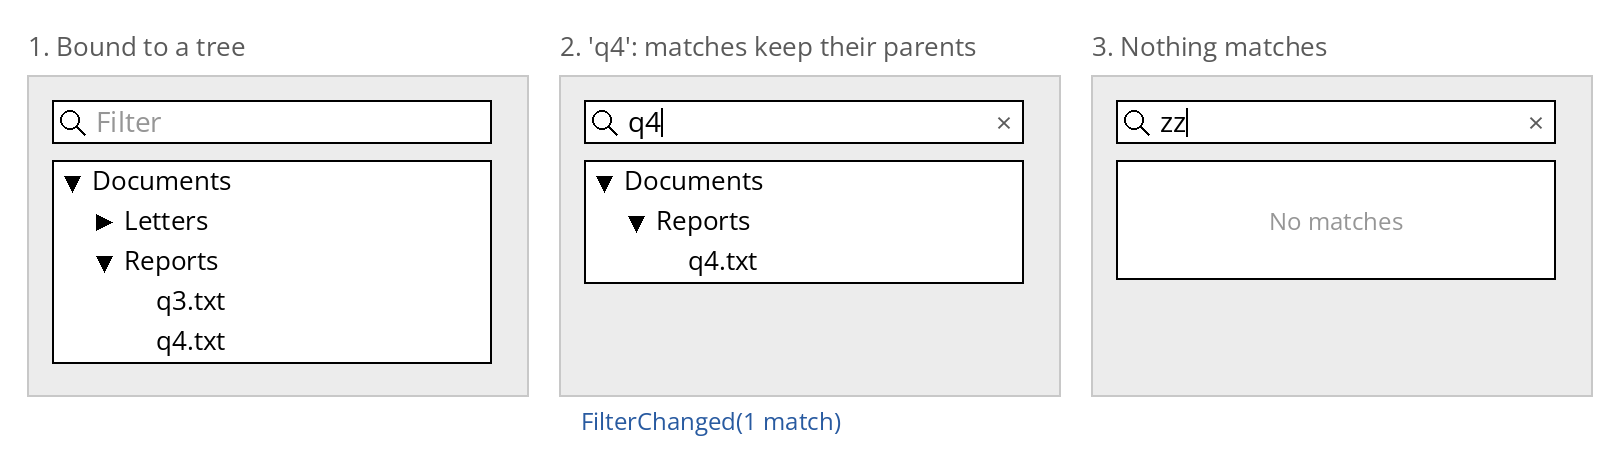 1. Bound to a tree
Filter
▼ Documents
▶ Letters
▼ Reports
q3.txt
q4.txt
2. 'q4': matches keep their parents
q4 ×
▼ Documents
▼ Reports
q4.txt
FilterChanged(1 match)
3. Nothing matches
zz ×
No matches